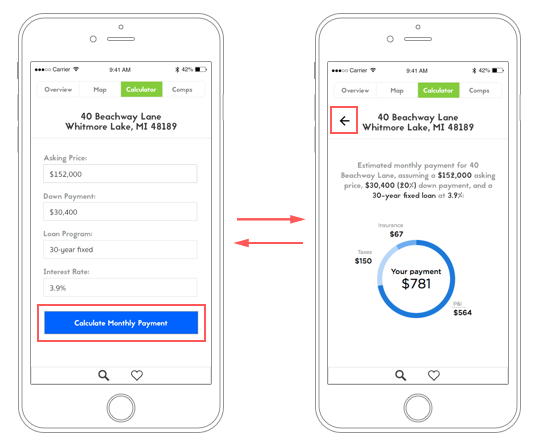 Carrier 9:41 AM 42%
Overview Map Calculator Comps
40 Beachway Lane
Whitmore Lake, MI 48189
Asking Price:
$152,000
Down Payment:
$30,400
Loan Program:
30-year fixed
Interest Rate:
3.9%
Calculate Monthly Payment
Carrier 9:41 AM 42%
Overview Map Calculator Comps
40 Beachway Lane
Whitmore Lake, MI 48189
Estimated monthly payment for 40
Beachway Lane, assuming a $152,000 asking
price, $30,400 (20%) down payment, and a
30-year fixed loan at 3.9%:
Insurance
$67
Taxes
$150
Your payment
$781
P&I
$564